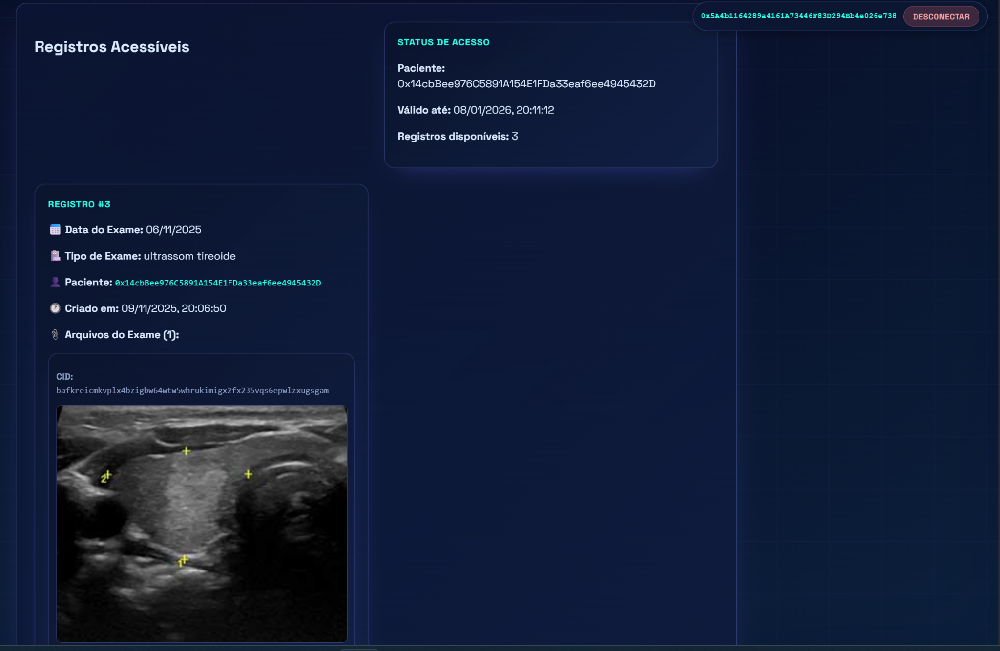 0x5A4b1164289a4161A73446F83D294Bb4e026e738
DESCONECTAR
Registros Acessíveis
STATUS DE ACESSO
Paciente:
0x14cbBee976C5891A154E1FDa33eaf6ee4945432D
Válido até: 08/01/2026, 20:11:12
Registros disponíveis: 3
REGISTRO #3
Data do Exame: 06/11/2025
Tipo de Exame: ultrassom tireoide
Paciente: 0x14cbBee976C5891A154E1FDa33eaf6ee4945432D
Criado em: 09/11/2025, 20:06:50
Arquivos do Exame (1):
CID:
bafkreicmkvplx4bzigbw64wtw5whrukimigx2fx235vqs6epwlzxugsgam
2
1